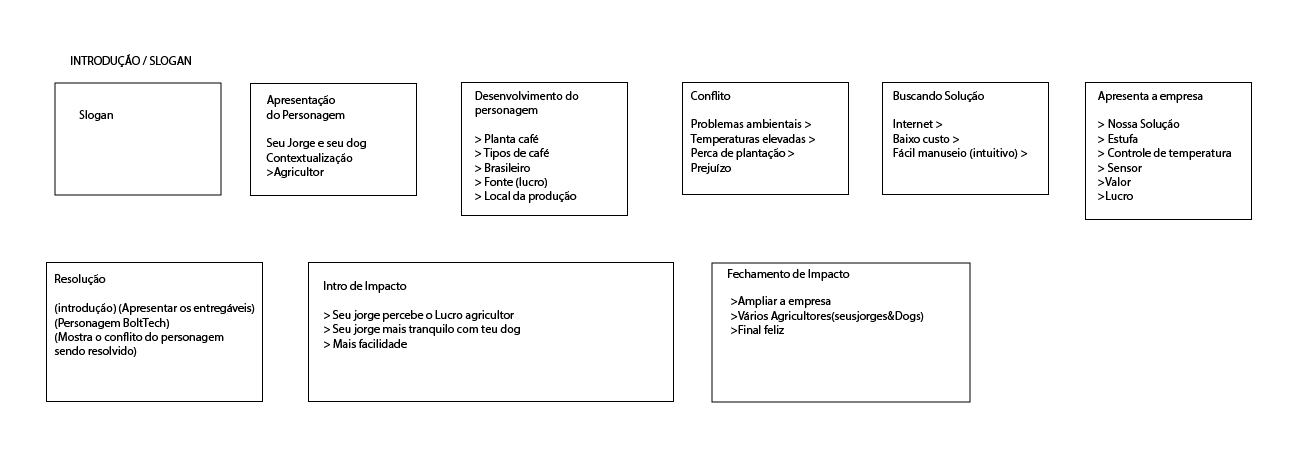 INTRODUÇÃO / SLOGAN
Slogan
Apresentação
do Personagem
Seu Jorge e seu dog
Contextualização
>Agricultor
Desenvolvimento do
personagem
> Planta café
> Tipos de café
> Brasileiro
> Fonte (lucro)
> Local da produção
Conflito
Problemas ambientais >
Temperaturas elevadas >
Perca de plantação >
Prejuízo
Buscando Solução
Internet >
Baixo custo >
Fácil manuseio (intuitivo) >
Apresenta a empresa
> Nossa Solução
> Estufa
> Controle de temperatura
> Sensor
>Valor
>Lucro
Resolução
(introdução) (Apresentar os entregáveis)
(Personagem BoltTech)
(Mostra o conflito do personagem
sendo resolvido)
Intro de Impacto
> Seu jorge percebe o Lucro agricultor
> Seu jorge mais tranquilo com teu dog
> Mais facilidade
Fechamento de Impacto
>Ampliar a empresa
>Vários Agricultores(seusjorges&Dogs)
>Final feliz